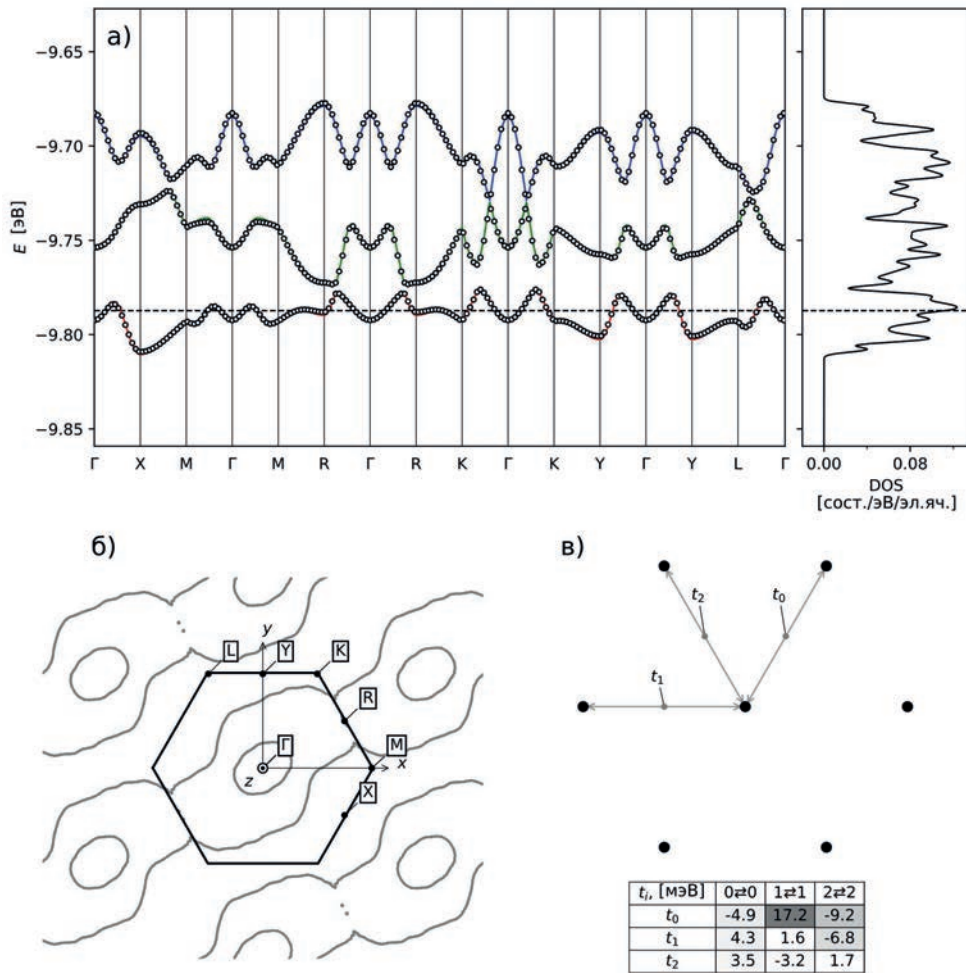 а)
E [эВ]
−9.65
−9.70
−9.75
−9.80
−9.85
Γ X M Γ M R Γ R K Γ K Y Γ Y L Γ
0.00 0.08
DOS
[сост./эВ/эл.яч.]
б)
L Y K
R
Γ
M
X
y
x
z
в)
t₂
t₀
t₁
tᵢ, [мэВ] 0⇄0 1⇄1 2⇄2
t₀ -4.9 17.2 -9.2
t₁ 4.3 1.6 -6.8
t₂ 3.5 -3.2 1.7